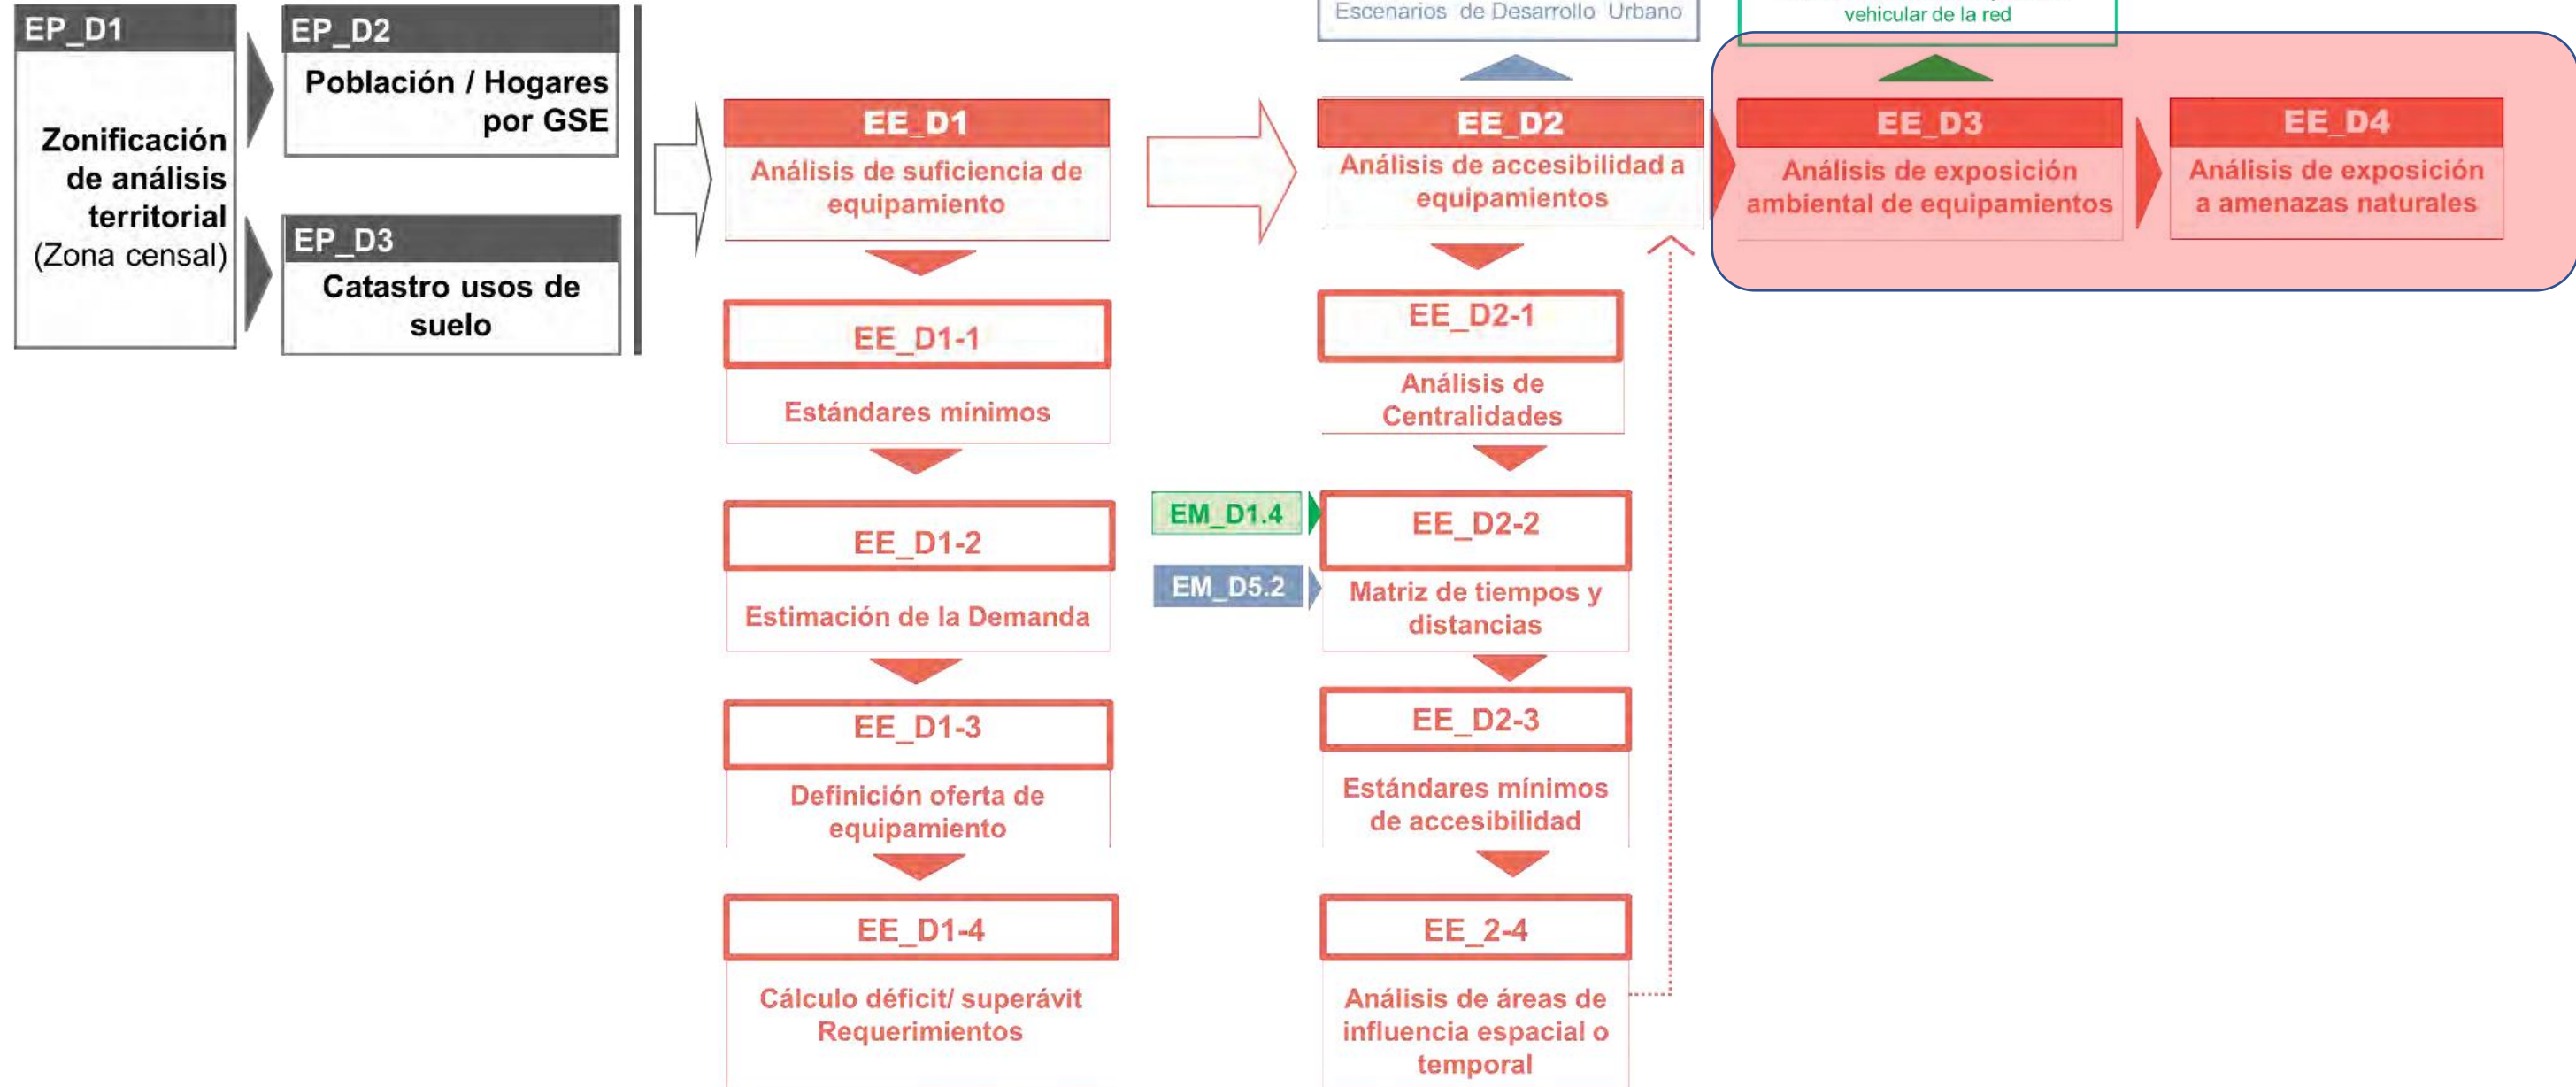 EP_D1
Zonificación
de análisis
territorial
(Zona censal)
EP_D2
Población / Hogares
por GSE
EP_D3
Catastro usos de
suelo
EE_D1
Análisis de suficiencia de
equipamiento
EE_D1-1
Estándares mínimos
EE_D1-2
Estimación de la Demanda
EE_D1-3
Definición oferta de
equipamiento
EE_D1-4
Cálculo déficit/ superávit
Requerimientos
Escenarios de Desarrollo Urbano
EE_D2
Análisis de accesibilidad a
equipamientos
EE_D2-1
Análisis de
Centralidades
EM_D1.4
EM_D5.2
EE_D2-2
Matriz de tiempos y
distancias
EE_D2-3
Estándares mínimos
de accesibilidad
EE_2-4
Análisis de áreas de
influencia espacial o
temporal
vehicular de la red
EE_D3
Análisis de exposición
ambiental de equipamientos
EE_D4
Análisis de exposición
a amenazas naturales